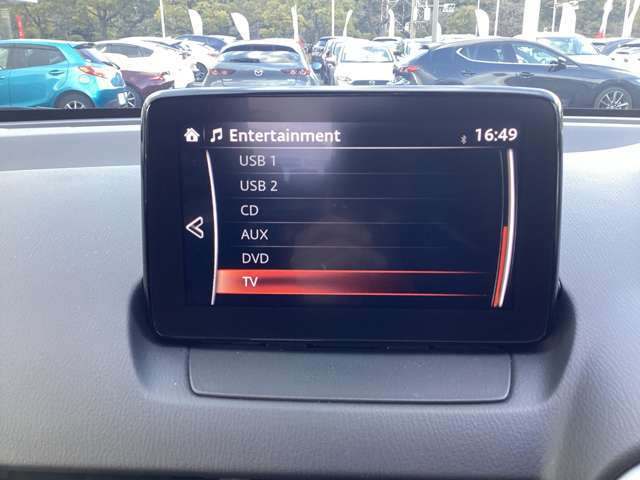 Entertainment 16:49
USB 1
USB 2
CD
AUX
DVD
TV